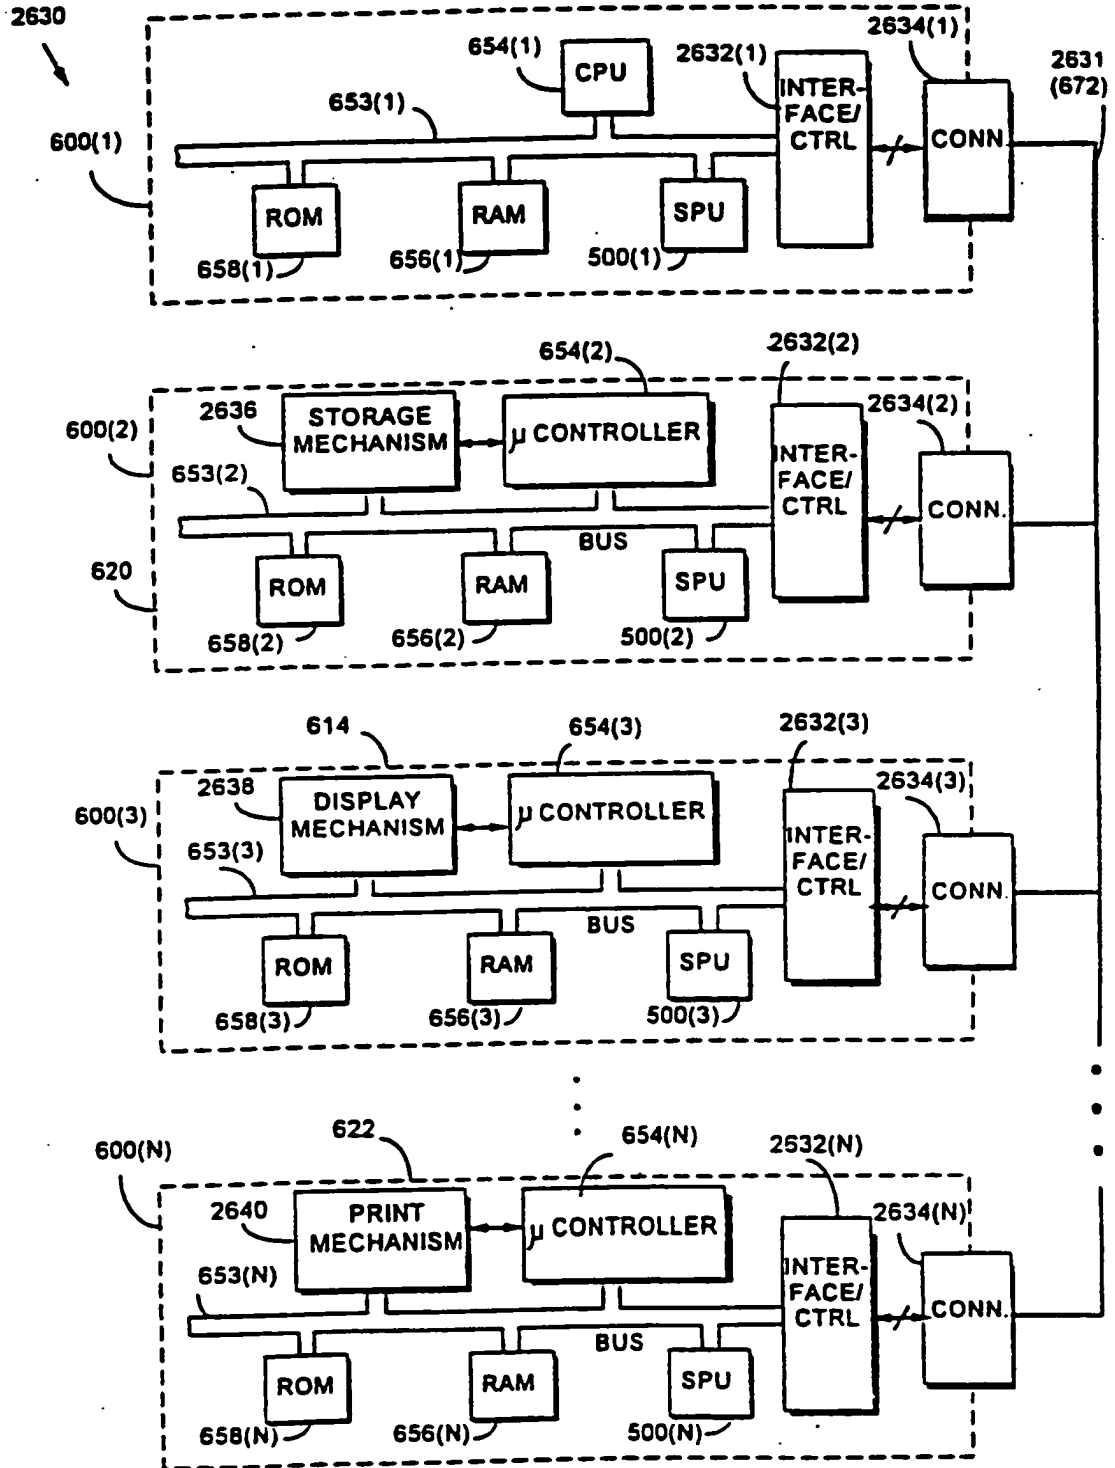 2630
654(1)
CPU
2632(1)
2634(1)
2631
(672)
INTER-
FACE/
CTRL
653(1)
600(1)
CONN.
ROM
RAM
SPU
658(1)
656(1)
500(1)
654(2)
2632(2)
2636
STORAGE
MECHANISM
µ CONTROLLER
2634(2)
600(2)
INTER-
FACE/
CTRL
653(2)
CONN.
BUS
620
ROM
RAM
SPU
658(2)
656(2)
500(2)
614
654(3)
2632(3)
2638
DISPLAY
MECHANISM
µ CONTROLLER
2634(3)
600(3)
INTER-
FACE/
CTRL
653(3)
CONN.
BUS
ROM
RAM
SPU
658(3)
656(3)
500(3)
622
654(N)
2632(N)
600(N)
2640
PRINT
MECHANISM
µ CONTROLLER
2634(N)
653(N)
INTER-
FACE/
CTRL
CONN.
BUS
ROM
RAM
SPU
658(N)
656(N)
500(N)